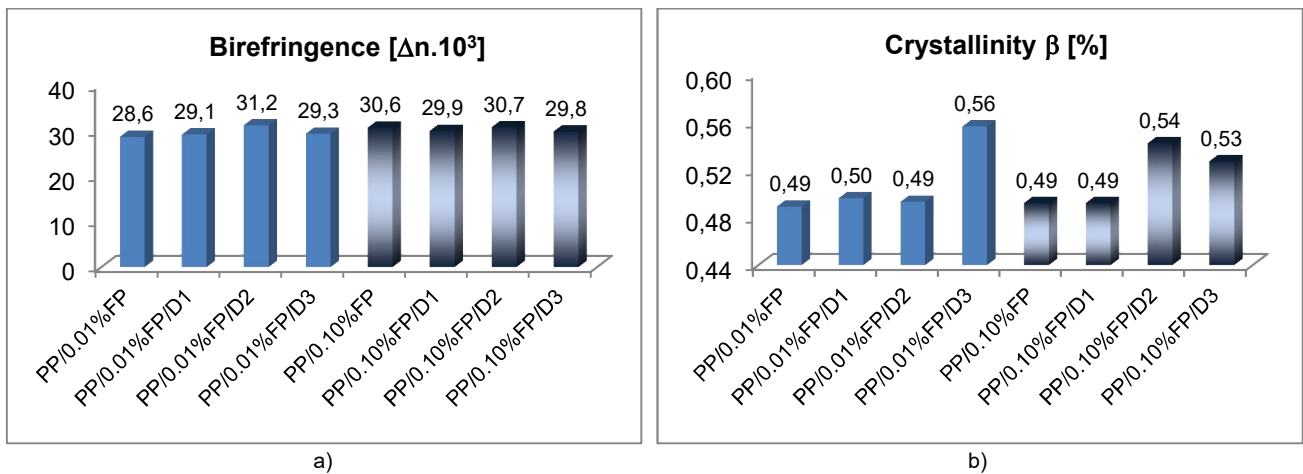 Birefringence [Δn.10³]
40
30
20
10
0
28,6
29,1
31,2
29,3
30,6
29,9
30,7
29,8
PP/0.01%FP
PP/0.01%FP/D1
PP/0.01%FP/D2
PP/0.01%FP/D3
PP/0.10%FP
PP/0.10%FP/D1
PP/0.10%FP/D2
PP/0.10%FP/D3
a)
Crystallinity β [%]
0,60
0,56
0,52
0,48
0,44
0,49
0,50
0,49
0,56
0,49
0,49
0,54
0,53
PP/0.01%FP
PP/0.01%FP/D1
PP/0.01%FP/D2
PP/0.01%FP/D3
PP/0.10%FP
PP/0.10%FP/D1
PP/0.10%FP/D2
PP/0.10%FP/D3
b)